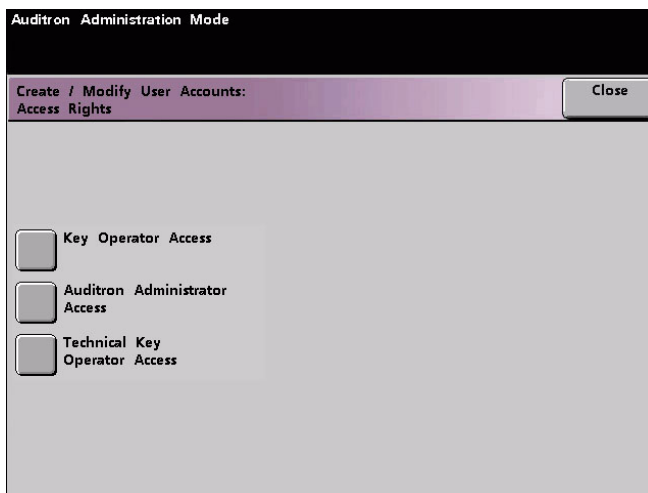 Auditron Administration Mode
Create / Modify User Accounts:
Access Rights
Close
Key Operator Access
Auditron Administrator
Access
Technical Key
Operator Access